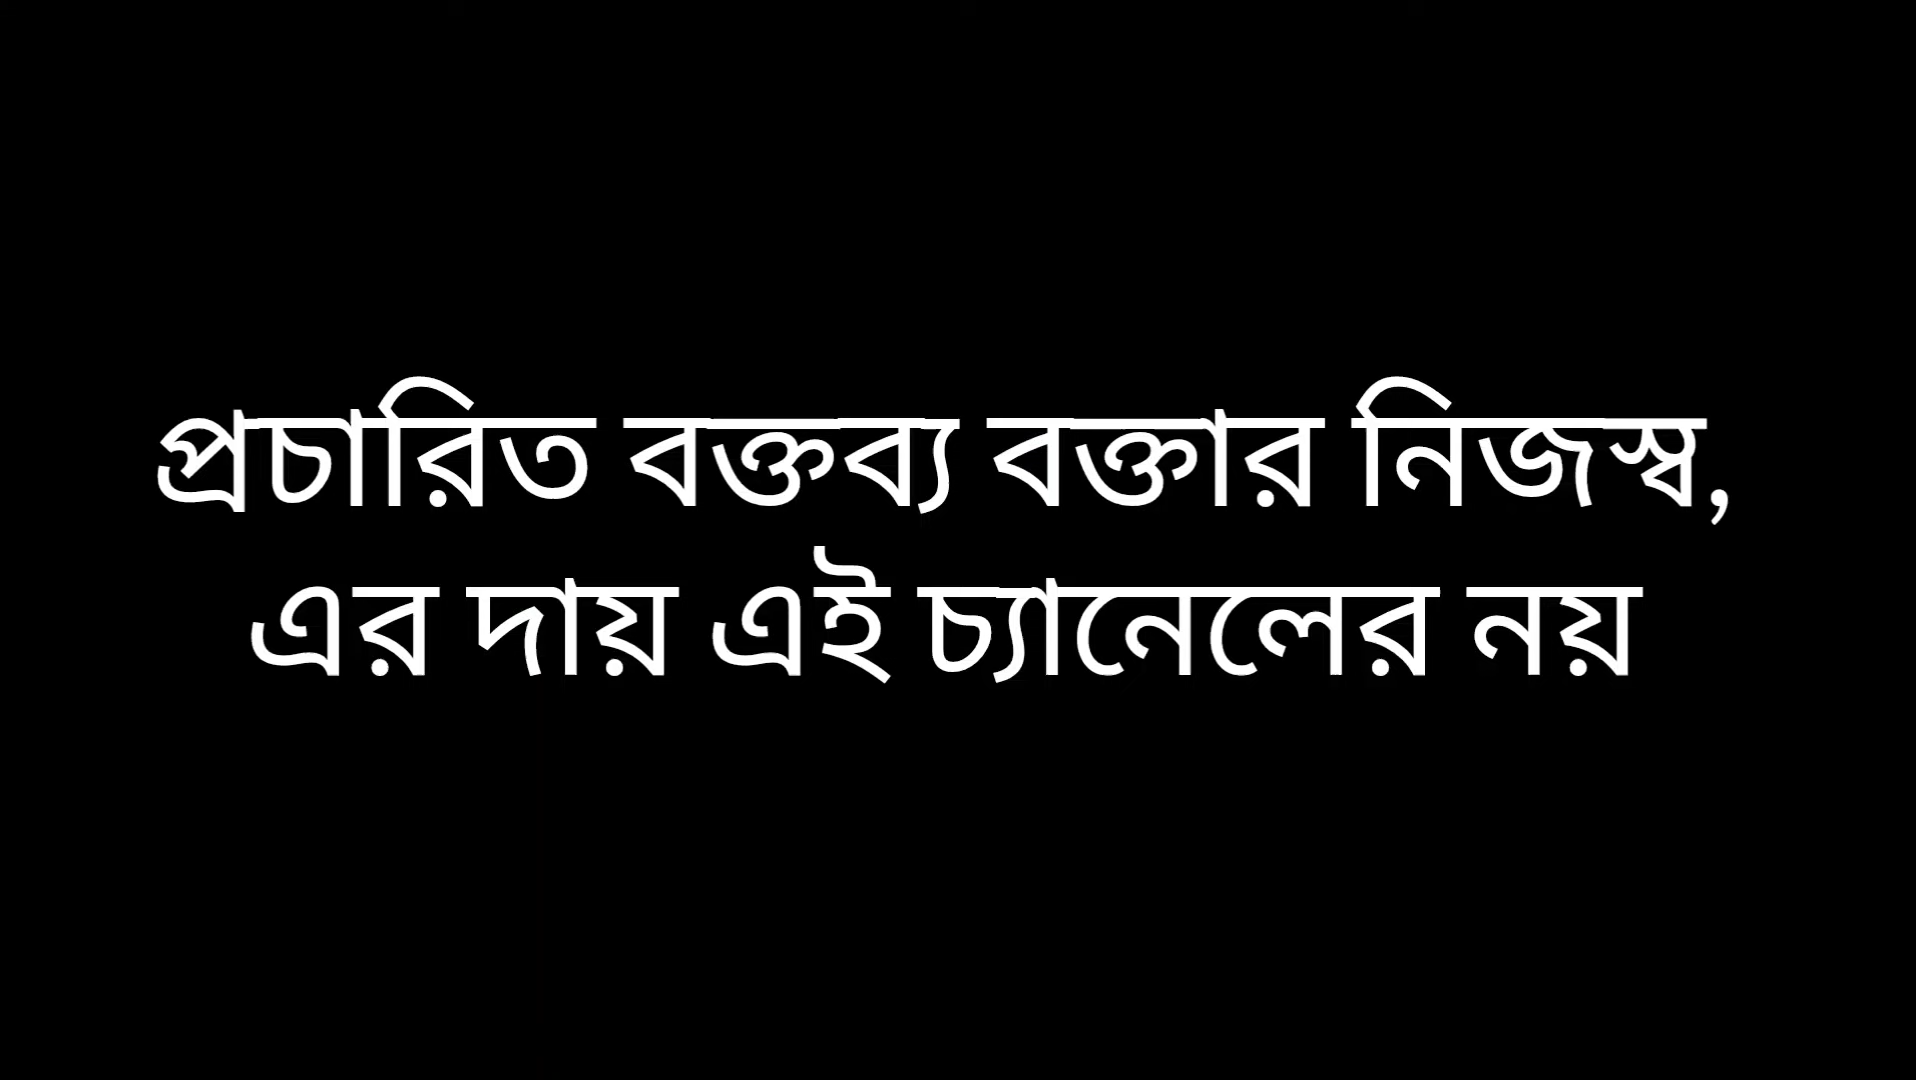 প্রচারিত বক্তব্য বক্তার নিজস্ব,
এর দায় এই চ্যানেলের নয়